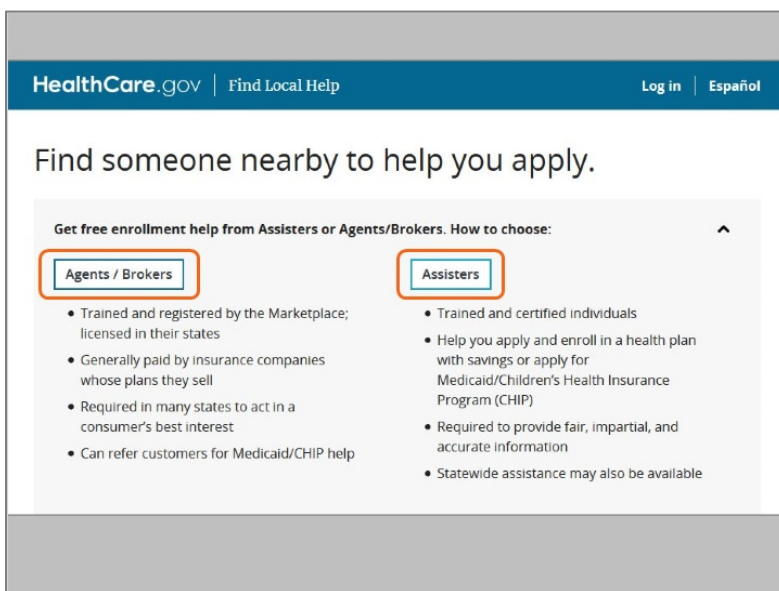 HealthCare.gov | Find Local Help
Log in | Español
Find someone nearby to help you apply.
Get free enrollment help from Assisters or Agents/Brokers. How to choose:
Agents / Brokers
• Trained and registered by the Marketplace;
licensed in their states
• Generally paid by insurance companies
whose plans they sell
• Required in many states to act in a
consumer's best interest
• Can refer customers for Medicaid/CHIP help
Assisters
• Trained and certified individuals
• Help you apply and enroll in a health plan
with savings or apply for
Medicaid/Children's Health Insurance
Program (CHIP)
• Required to provide fair, impartial, and
accurate information
• Statewide assistance may also be available